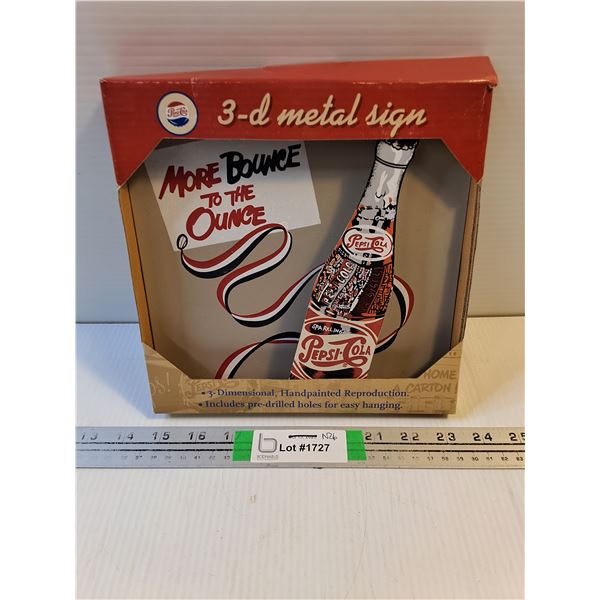 Pepsi-Cola
3-d metal sign
MORE BOUNCE
TO THE
OUNCE
PEPSI-COLA
SPARKLING
PEPSI-COLA
HOME
A CARTON
• 3-Dimensional, Handpainted Reproduction.
• Includes pre-drilled holes for easy hanging.
13 14 15 16 21 22 23 24 25
N26
Lot #1727